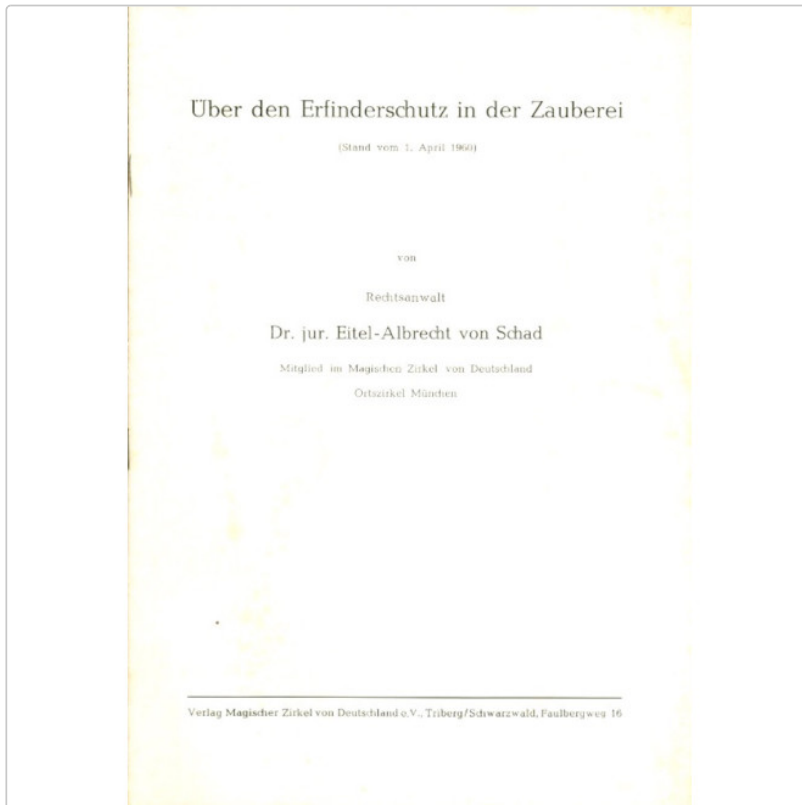 Über den Erfinderschutz in der Zauberei
(Stand vom 1. April 1960)
von
Rechtsanwalt
Dr. jur. Eitel-Albrecht von Schad
Mitglied im Magischen Zirkel von Deutschland
Ortszirkel München
Verlag Magischer Zirkel von Deutschland e.V., Triberg/Schwarzwald, Faulbergweg 16